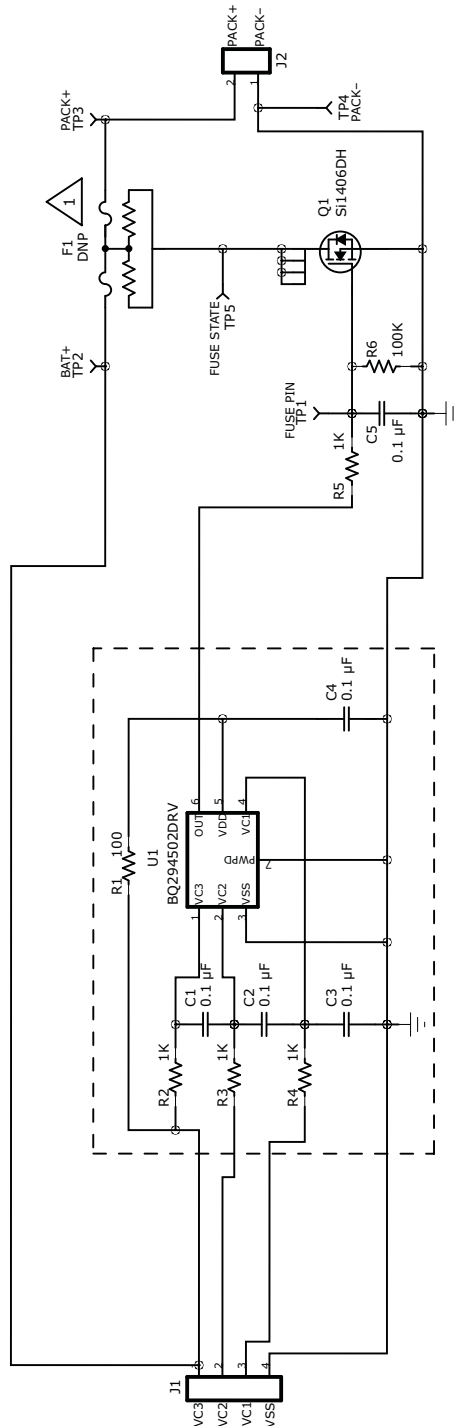 J1
VC3
VC2
VC1
VSS
1
2
3
4
R1 100
R2
1K
R3
1K
R4
1K
C1
0.1 µF
C2
0.1 µF
C3
0.1 µF
U1
BQ294502DRV
1
VC3
2
VC2
3
VSS
OUT
6
VDD
5
VC1
4
PWPD
7
C4
0.1 µF
BAT+
TP2
F1
DNP
1
PACK+
TP3
FUSE STATE
TP5
FUSE PIN
TP1
R5
1K
C5
0.1 µF
R6
100K
Q1
Si1406DH
TP4
PACK–
J2
2
1
PACK+
PACK–